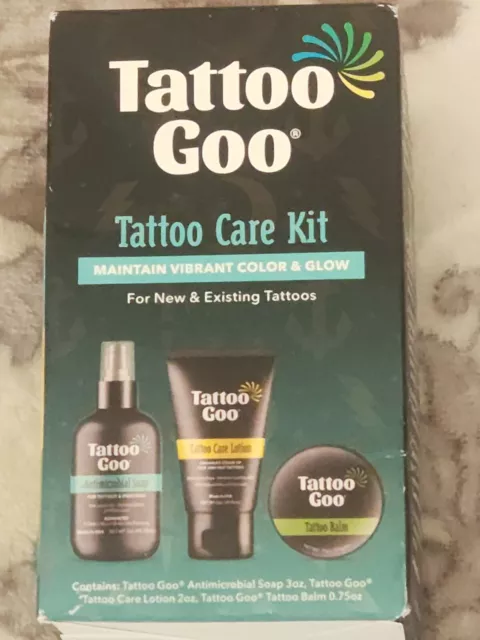 Tattoo
Goo®
Tattoo Care Kit
MAINTAIN VIBRANT COLOR & GLOW
For New & Existing Tattoos
Tattoo
Goo
Antimicrobial Soap
Tattoo
Goo
Tattoo Care Lotion
Tattoo
Goo
Tattoo Balm
Contains: Tattoo Goo® Antimicrobial Soap 3oz, Tattoo Goo®
Tattoo Care Lotion 2oz, Tattoo Goo® Tattoo Balm 0.75oz